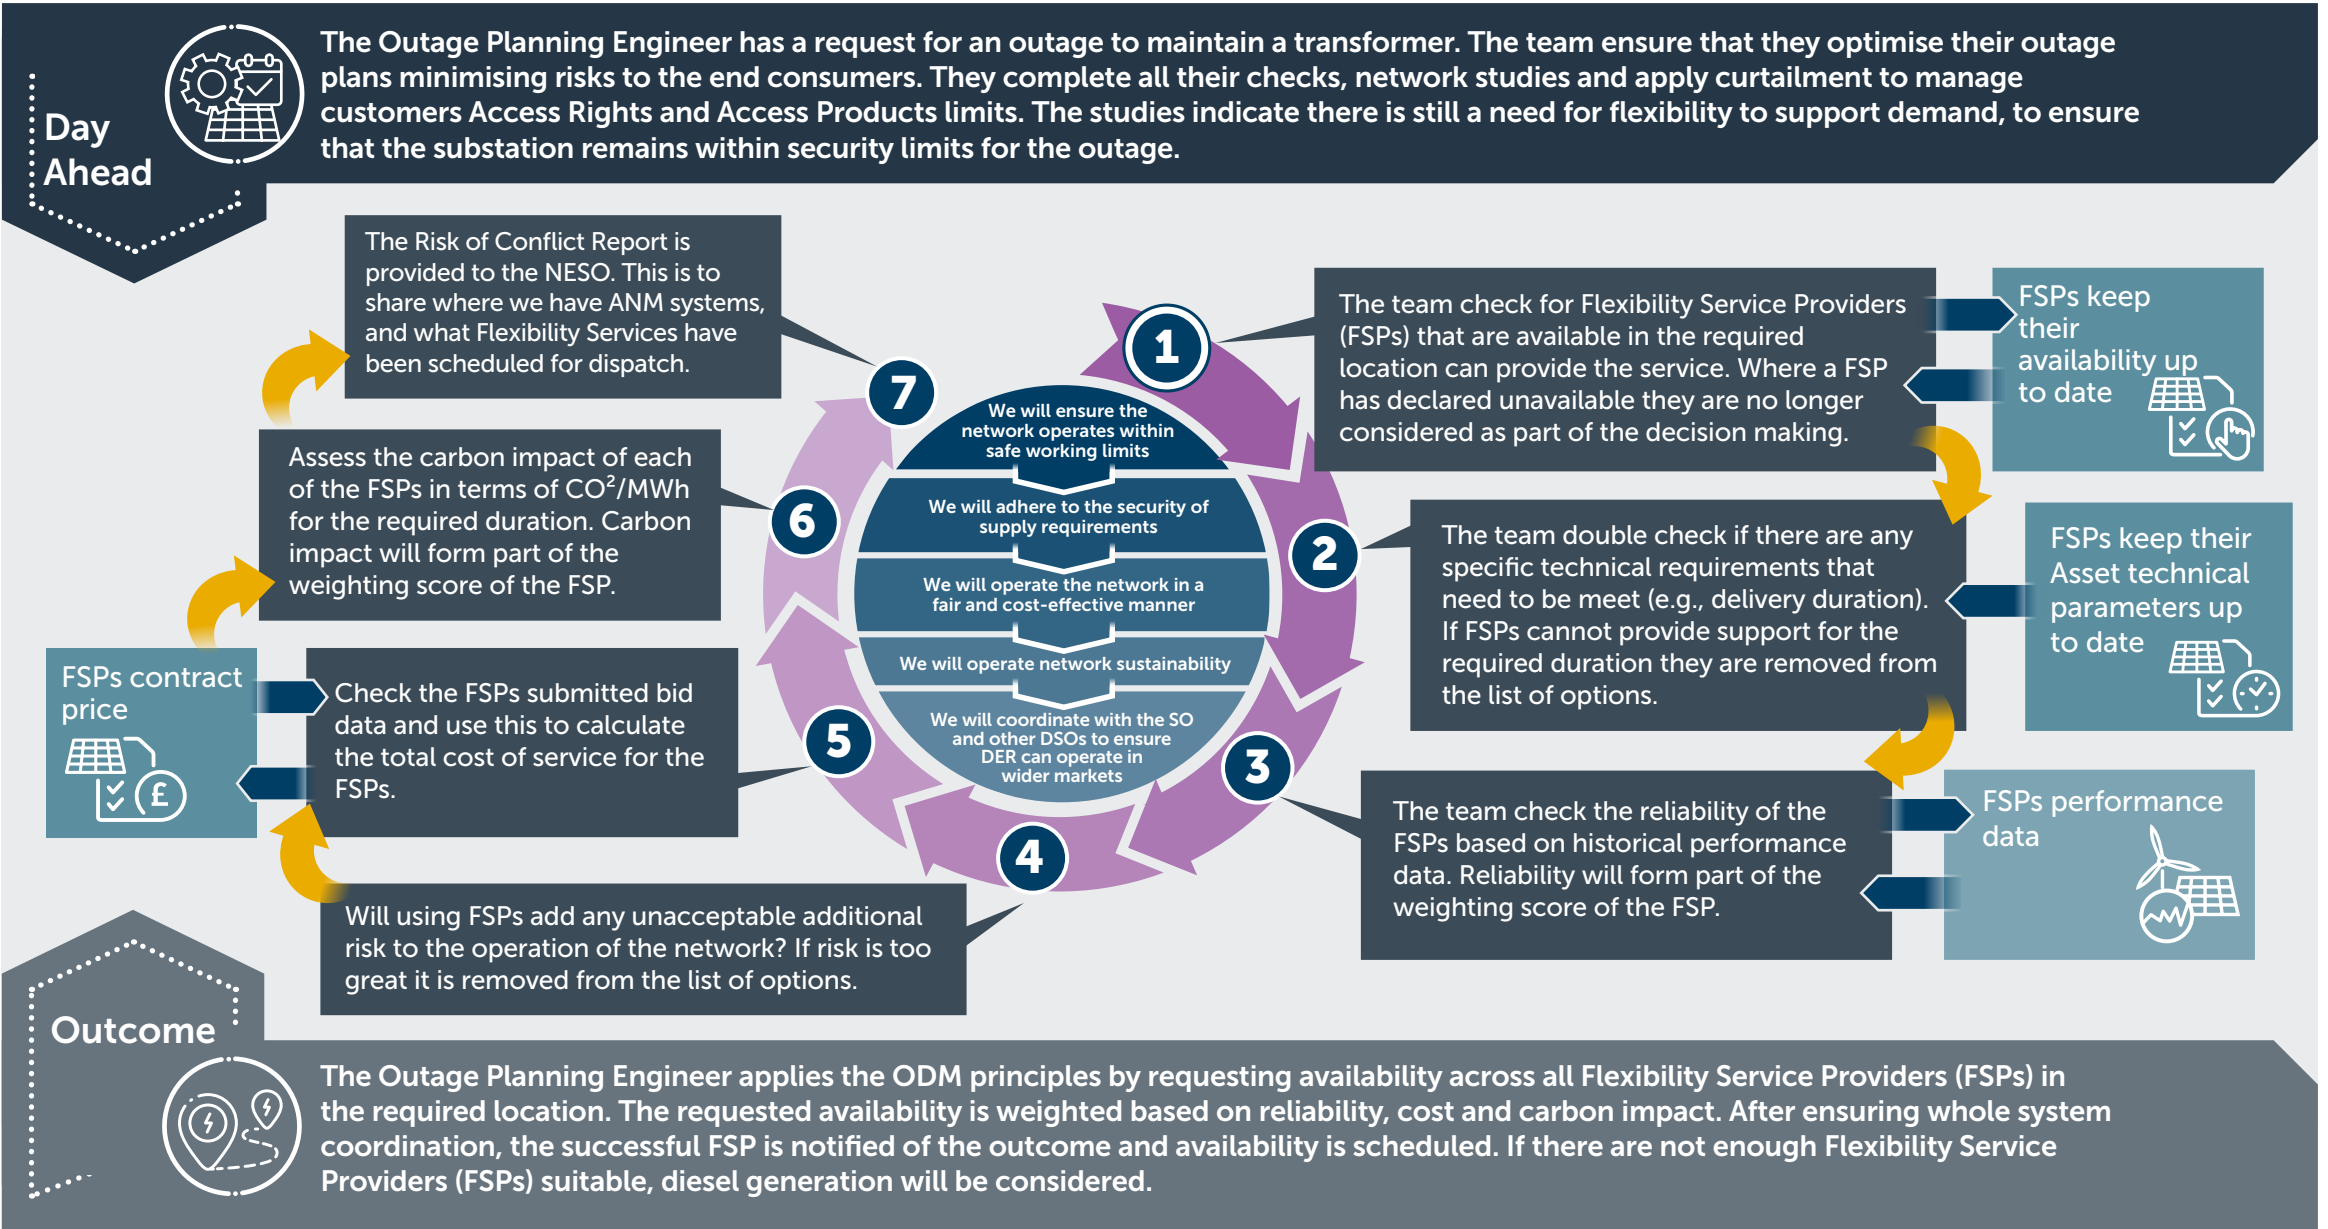 Day
Ahead
The Outage Planning Engineer has a request for an outage to maintain a transformer. The team ensure that they optimise their outage
plans minimising risks to the end consumers. They complete all their checks, network studies and apply curtailment to manage
customers Access Rights and Access Products limits. The studies indicate there is still a need for flexibility to support demand, to ensure
that the substation remains within security limits for the outage.
1
The team check for Flexibility Service Providers
(FSPs) that are available in the required
location can provide the service. Where a FSP
has declared unavailable they are no longer
considered as part of the decision making.
FSPs keep
their
availability up
to date
2
The team double check if there are any
specific technical requirements that
need to be meet (e.g., delivery duration).
If FSPs cannot provide support for the
required duration they are removed from
the list of options.
FSPs keep their
Asset technical
parameters up
to date
3
The team check the reliability of the
FSPs based on historical performance
data. Reliability will form part of the
weighting score of the FSP.
FSPs performance
data
4
Will using FSPs add any unacceptable additional
risk to the operation of the network? If risk is too
great it is removed from the list of options.
5
Check the FSPs submitted bid
data and use this to calculate
the total cost of service for the
FSPs.
FSPs contract
price
£
6
Assess the carbon impact of each
of the FSPs in terms of CO²/MWh
for the required duration. Carbon
impact will form part of the
weighting score of the FSP.
7
The Risk of Conflict Report is
provided to the NESO. This is to
share where we have ANM systems,
and what Flexibility Services have
been scheduled for dispatch.
We will ensure the
network operates within
safe working limits
We will adhere to the security of
supply requirements
We will operate the network in a
fair and cost-effective manner
We will operate network sustainability
We will coordinate with the SO
and other DSOs to ensure
DER can operate in
wider markets
Outcome
The Outage Planning Engineer applies the ODM principles by requesting availability across all Flexibility Service Providers (FSPs) in
the required location. The requested availability is weighted based on reliability, cost and carbon impact. After ensuring whole system
coordination, the successful FSP is notified of the outcome and availability is scheduled. If there are not enough Flexibility Service
Providers (FSPs) suitable, diesel generation will be considered.